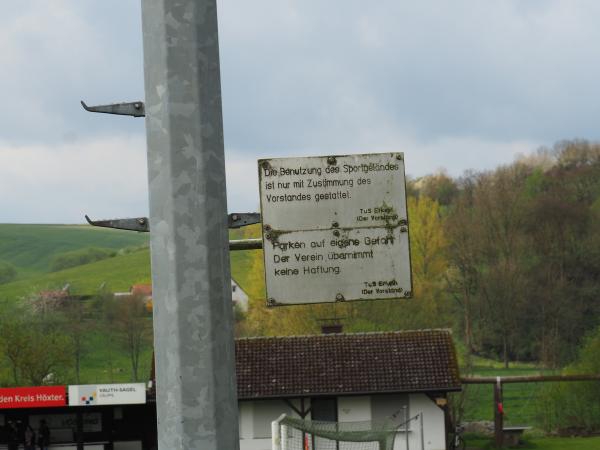 Die Benutzung des Sportgeländes
ist nur mit Zustimmung des
Vorstandes gestattet.
TuS Erkeln
(Der Vorstand)
Parken auf eigene Gefahr.
Der Verein übernimmt
keine Haftung.
TuS Erkeln
(Der Vorstand)
den Kreis Höxter.
VAUTH-SAGEL